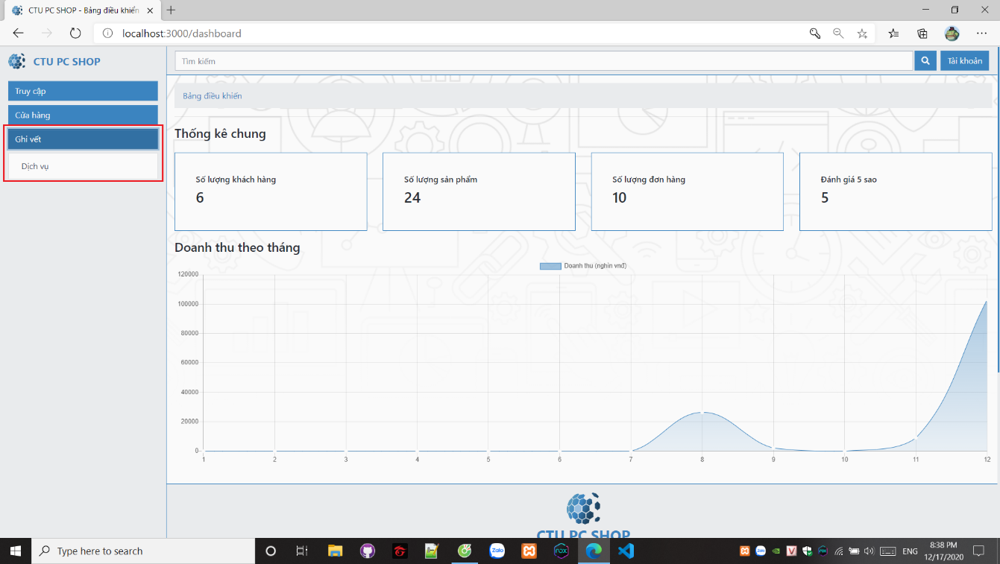 CTU PC SHOP - Bảng điều khiển
localhost:3000/dashboard
CTU PC SHOP
Tìm kiếm
Tài khoản
Truy cập
Cửa hàng
Ghi vết
Dịch vụ
Bảng điều khiển
Thống kê chung
Số lượng khách hàng
6
Số lượng sản phẩm
24
Số lượng đơn hàng
10
Đánh giá 5 sao
5
Doanh thu theo tháng
Doanh thu (nghìn vnđ)
120000
100000
80000
60000
40000
20000
0
1 2 3 4 5 6 7 8 9 10 11 12
CTU PC SHOP
Type here to search
Zalo
nox
ENG
8:38 PM
12/17/2020